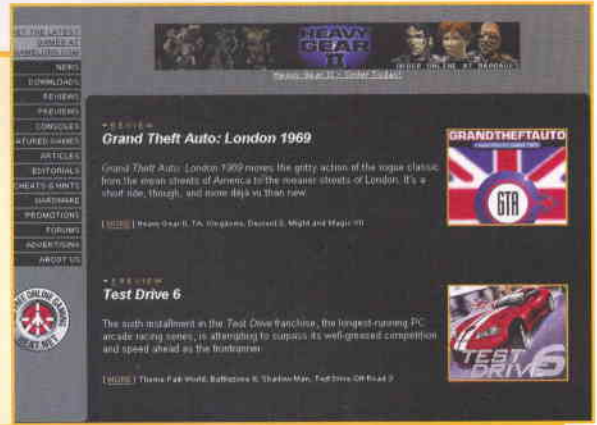 GET THE LATEST
GAMES AT
GAMELORD.COM
HEAVY
GEAR
II
ORDER ONLINE AT
Heavy Gear II - Order Today!
NEWS
DOWNLOADS
REVIEWS
PREVIEWS
CONSOLES
FEATURED GAMES
ARTICLES
EDITORIALS
CHEATS & HINTS
HARDWARE
PROMOTIONS
FORUMS
ADVERTISING
ABOUT US
REVIEW
Grand Theft Auto: London 1969
Grand Theft Auto: London 1969 moves the gritty action of the rogue classic
from the mean streets of America to the meaner streets of London. It's a
short ride, though, and more déjà vu than new.
[MORE] Heavy Gear II, TA: Kingdoms, Descent 3, Might and Magic VII
GRANDTHEFTAUTO
GTA
PREVIEW
Test Drive 6
The sixth installment in the Test Drive franchise, the longest-running PC
arcade racing series, is attempting to surpass its well-greased competition
and speed ahead as the frontrunner.
[MORE] Theme Park World, Battlezone II, Shadow Man, Test Drive Off-Road 3
TEST
DRIVE 6
ONLINE GAMING
HEAT.NET